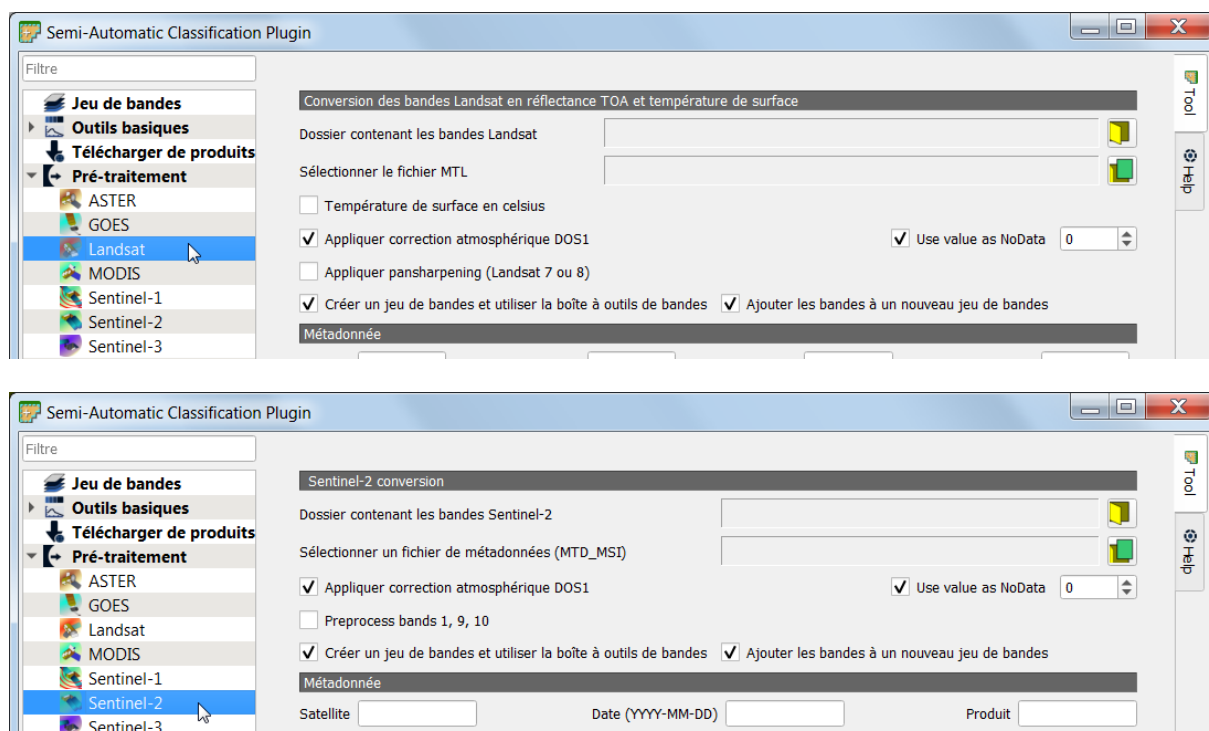 Semi-Automatic Classification Plugin
Filtre
Jeu de bandes
Outils basiques
Télécharger de produits
Pré-traitement
ASTER
GOES
Landsat
MODIS
Sentinel-1
Sentinel-2
Sentinel-3
Conversion des bandes Landsat en réflectance TOA et température de surface
Dossier contenant les bandes Landsat
Sélectionner le fichier MTL
Température de surface en celsius
Appliquer correction atmosphérique DOS1 Use value as NoData 0
Appliquer pansharpening (Landsat 7 ou 8)
Créer un jeu de bandes et utiliser la boîte à outils de bandes Ajouter les bandes à un nouveau jeu de bandes
Métadonnée
Tool
Help
Semi-Automatic Classification Plugin
Filtre
Jeu de bandes
Outils basiques
Télécharger de produits
Pré-traitement
ASTER
GOES
Landsat
MODIS
Sentinel-1
Sentinel-2
Sentinel-3
Sentinel-2 conversion
Dossier contenant les bandes Sentinel-2
Sélectionner un fichier de métadonnées (MTD_MSI)
Appliquer correction atmosphérique DOS1 Use value as NoData 0
Preprocess bands 1, 9, 10
Créer un jeu de bandes et utiliser la boîte à outils de bandes Ajouter les bandes à un nouveau jeu de bandes
Métadonnée
Satellite Date (YYYY-MM-DD) Produit
Tool
Help